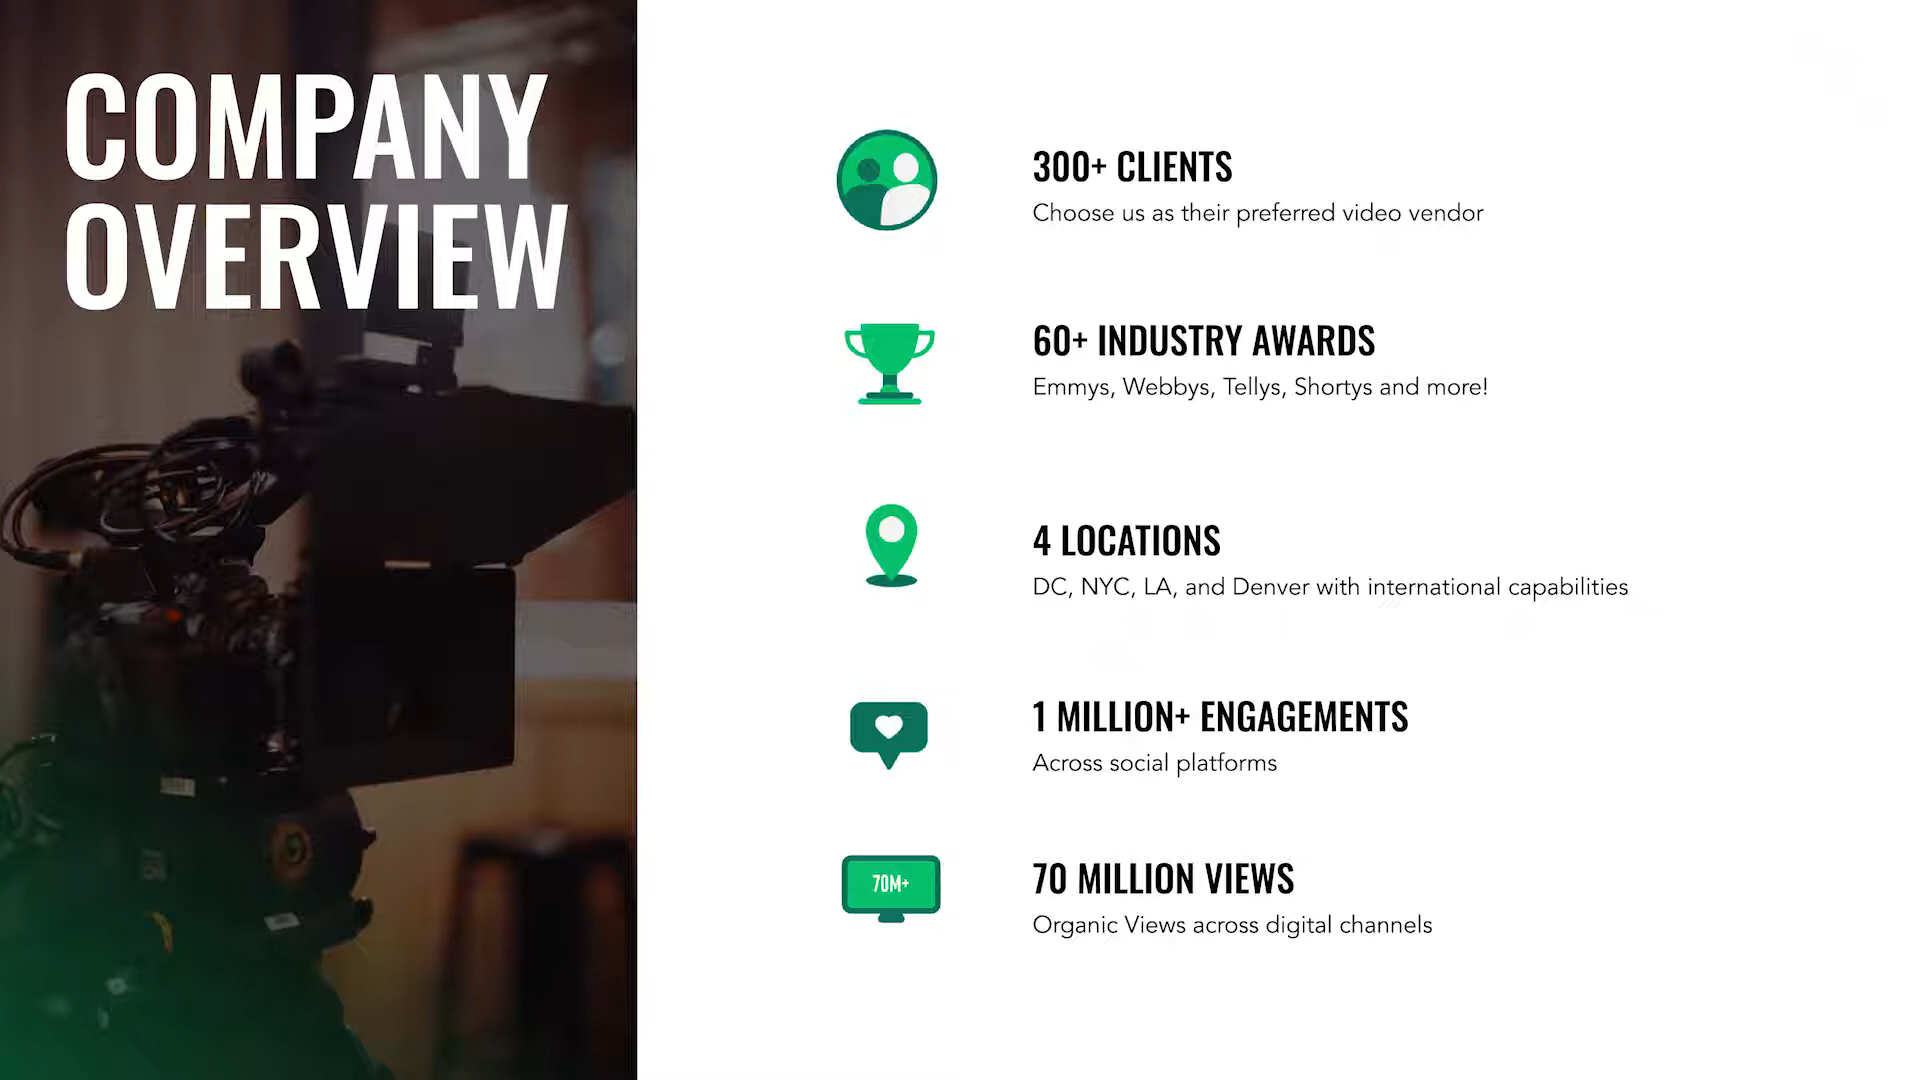 COMPANY
OVERVIEW
300+ CLIENTS
Choose us as their preferred video vendor
60+ INDUSTRY AWARDS
Emmys, Webbys, Tellys, Shortys and more!
4 LOCATIONS
DC, NYC, LA, and Denver with international capabilities
1 MILLION+ ENGAGEMENTS
Across social platforms
70M+
70 MILLION VIEWS
Organic Views across digital channels